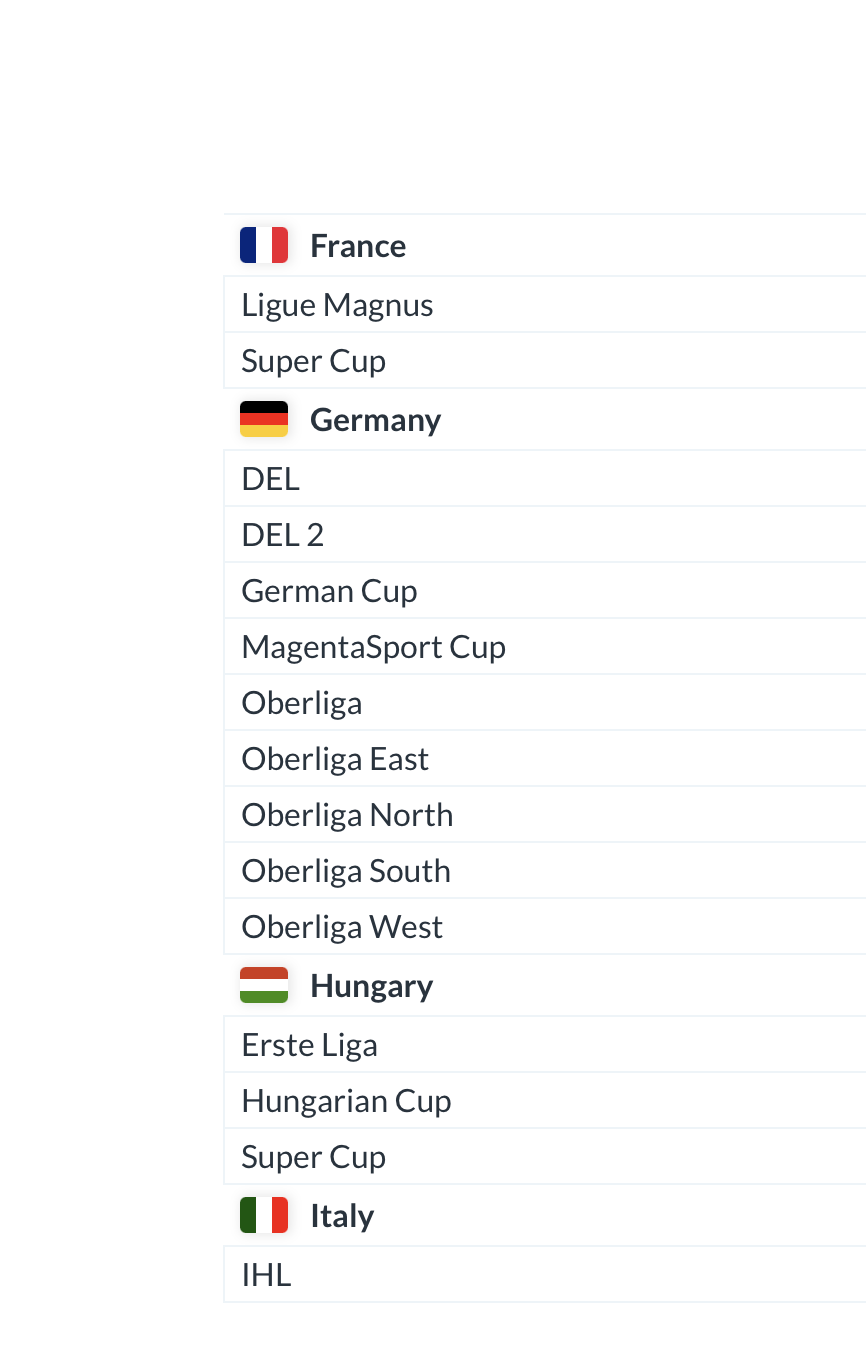 France
Ligue Magnus
Super Cup
Germany
DEL
DEL 2
German Cup
MagentaSport Cup
Oberliga
Oberliga East
Oberliga North
Oberliga South
Oberliga West
Hungary
Erste Liga
Hungarian Cup
Super Cup
Italy
IHL